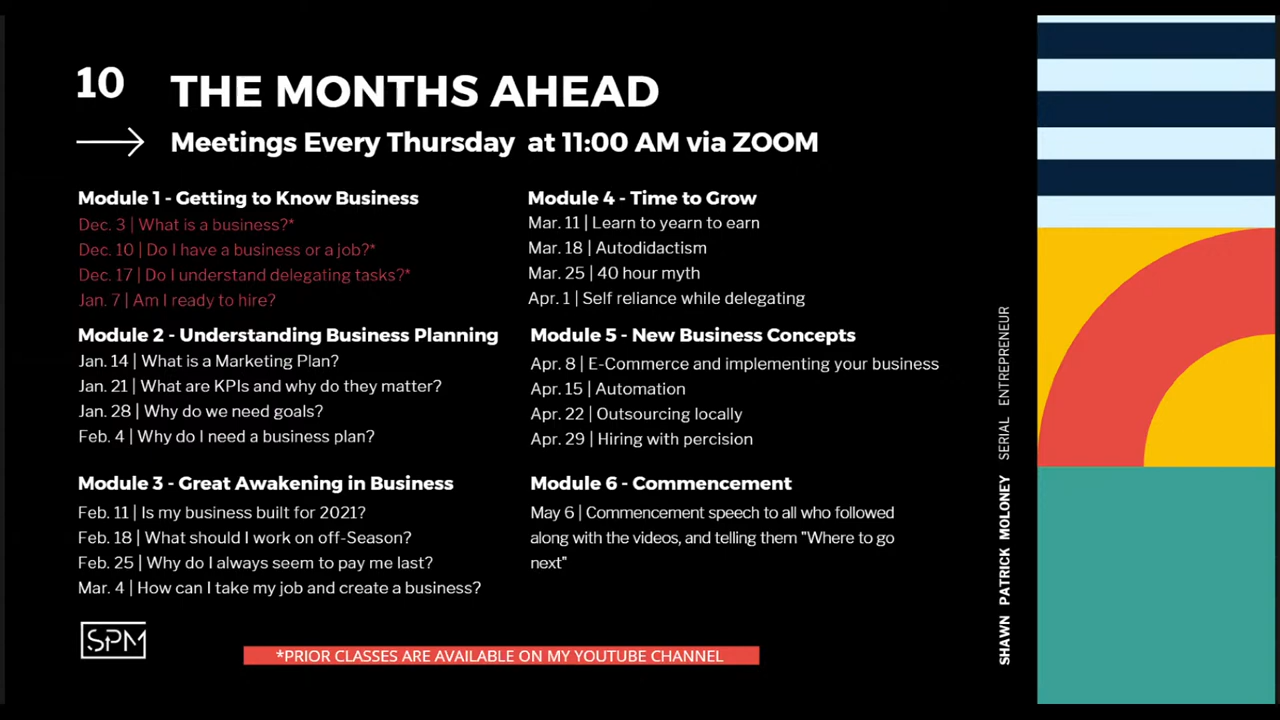 10
THE MONTHS AHEAD
Meetings Every Thursday at 11:00 AM via ZOOM
Module 1 - Getting to Know Business
Dec. 3 | What is a business?*
Dec. 10 | Do I have a business or a job?*
Dec. 17 | Do I understand delegating tasks?*
Jan. 7 | Am I ready to hire?
Module 2 - Understanding Business Planning
Jan. 14 | What is a Marketing Plan?
Jan. 21 | What are KPIs and why do they matter?
Jan. 28 | Why do we need goals?
Feb. 4 | Why do I need a business plan?
Module 3 - Great Awakening in Business
Feb. 11 | Is my business built for 2021?
Feb. 18 | What should I work on off-Season?
Feb. 25 | Why do I always seem to pay me last?
Mar. 4 | How can I take my job and create a business?
Module 4 - Time to Grow
Mar. 11 | Learn to yearn to earn
Mar. 18 | Autodidactism
Mar. 25 | 40 hour myth
Apr. 1 | Self reliance while delegating
Module 5 - New Business Concepts
Apr. 8 | E-Commerce and implementing your business
Apr. 15 | Automation
Apr. 22 | Outsourcing locally
Apr. 29 | Hiring with percision
Module 6 - Commencement
May 6 | Commencement speech to all who followed
along with the videos, and telling them "Where to go
next"
SPM
*PRIOR CLASSES ARE AVAILABLE ON MY YOUTUBE CHANNEL
SHAWN PATRICK MOLONEY SERIAL ENTREPRENEUR